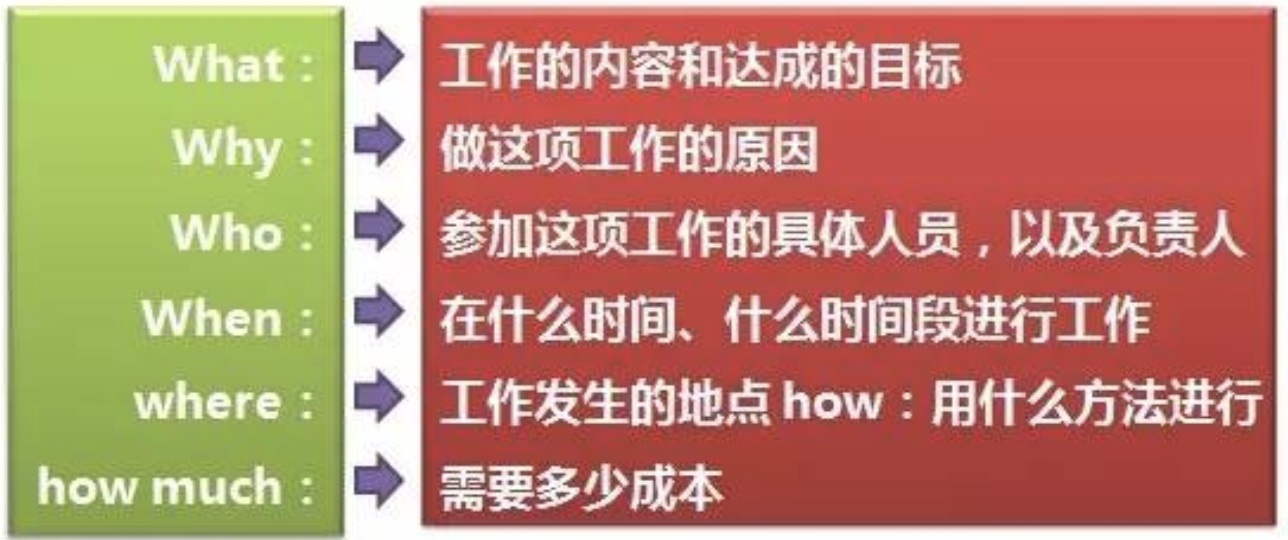 What： 工作的内容和达成的目标
Why： 做这项工作的原因
Who： 参加这项工作的具体人员，以及负责人
When： 在什么时间、什么时间段进行工作
where： 工作发生的地点 how：用什么方法进行
how much： 需要多少成本